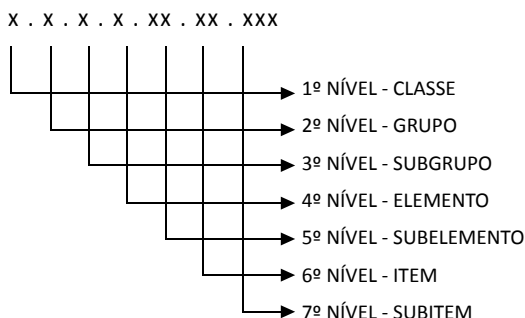 X . X . X . X . XX . XX . XXX
1º NÍVEL - CLASSE
2º NÍVEL - GRUPO
3º NÍVEL - SUBGRUPO
4º NÍVEL - ELEMENTO
5º NÍVEL - SUBELEMENTO
6º NÍVEL - ITEM
7º NÍVEL - SUBITEM